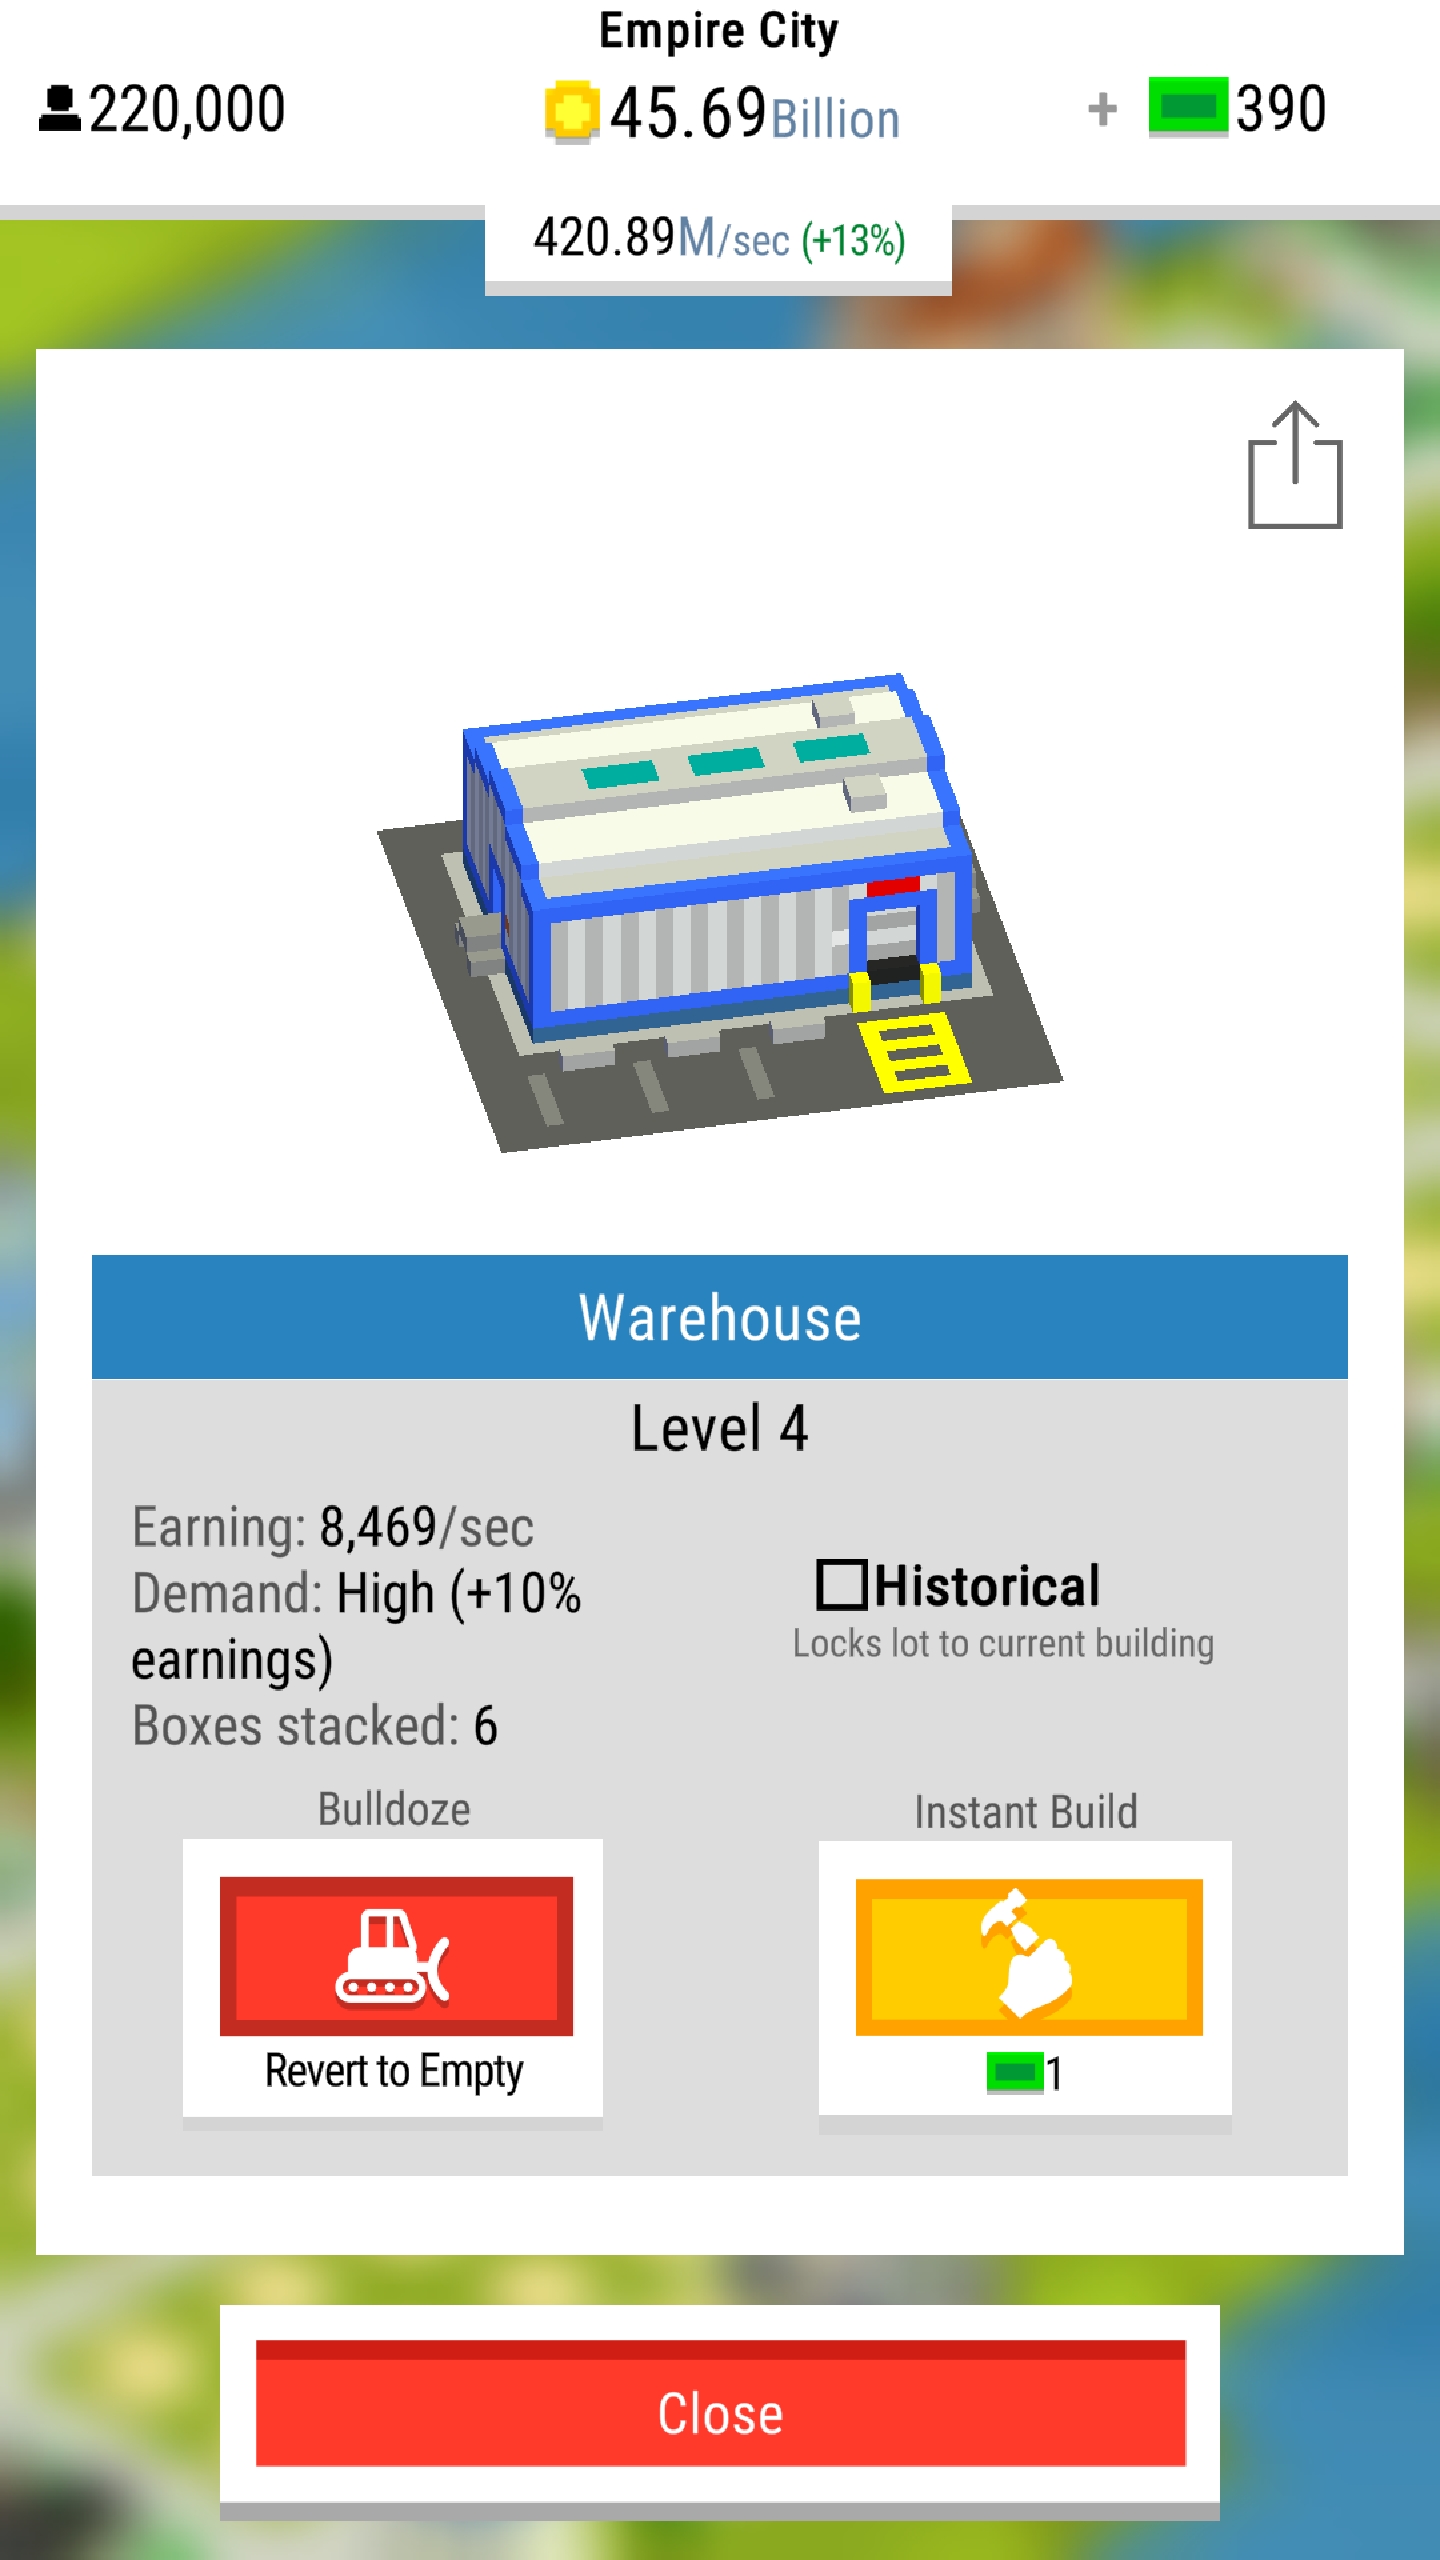 Empire City
220,000
45.69Billion
+ 390
420.89M/sec (+13%)
Warehouse
Level 4
Earning: 8,469/sec
Demand: High (+10%
earnings)
Boxes stacked: 6
Historical
Locks lot to current building
Bulldoze
Revert to Empty
Instant Build
1
Close